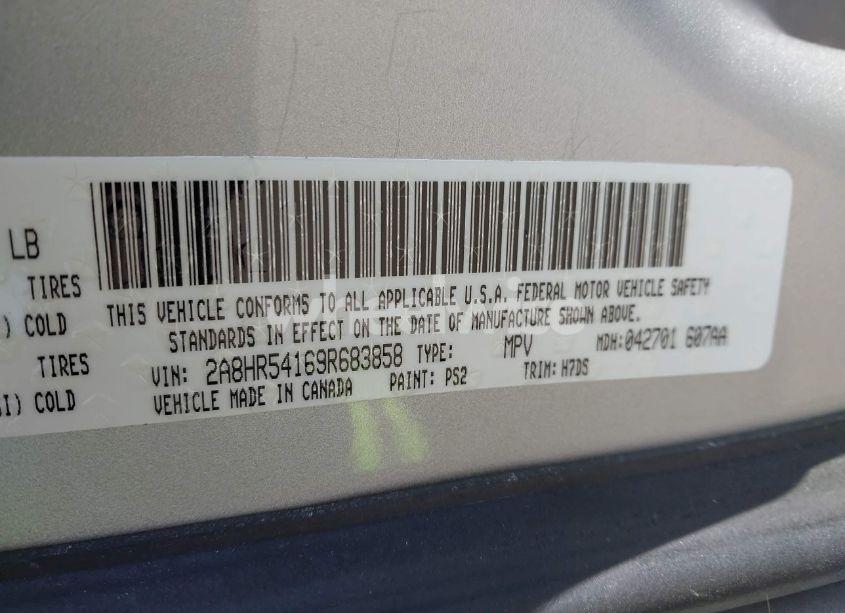 LB
TIRES
) COLD
TIRES
SI) COLD
THIS VEHICLE CONFORMS TO ALL APPLICABLE U.S.A. FEDERAL MOTOR VEHICLE SAFETY
STANDARDS IN EFFECT ON THE DATE OF MANUFACTURE SHOWN ABOVE.
VIN: 2A8HR54169R683858 TYPE: MPV MDH:042701 607AA
VEHICLE MADE IN CANADA PAINT: PS2 TRIM: H7DS